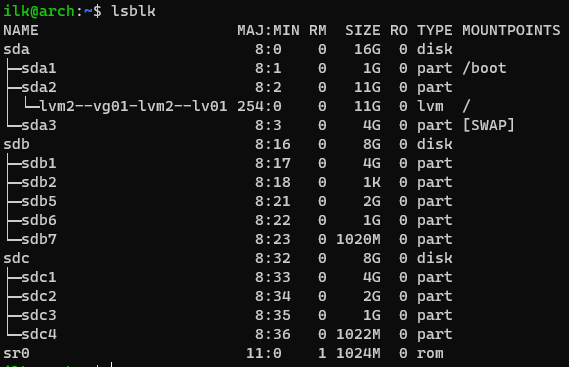 ilk@arch:~$ lsblk
NAME                      MAJ:MIN RM  SIZE RO TYPE MOUNTPOINTS
sda                         8:0    0   16G  0 disk
├─sda1                      8:1    0    1G  0 part /boot
├─sda2                      8:2    0   11G  0 part
│ └─lvm2--vg01-lvm2--lv01 254:0    0   11G  0 lvm  /
└─sda3                      8:3    0    4G  0 part [SWAP]
sdb                         8:16   0    8G  0 disk
├─sdb1                      8:17   0    4G  0 part
├─sdb2                      8:18   0    1K  0 part
├─sdb5                      8:21   0    2G  0 part
├─sdb6                      8:22   0    1G  0 part
└─sdb7                      8:23   0 1020M  0 part
sdc                         8:32   0    8G  0 disk
├─sdc1                      8:33   0    4G  0 part
├─sdc2                      8:34   0    2G  0 part
├─sdc3                      8:35   0    1G  0 part
└─sdc4                      8:36   0 1022M  0 part
sr0                        11:0    1 1024M  0 rom